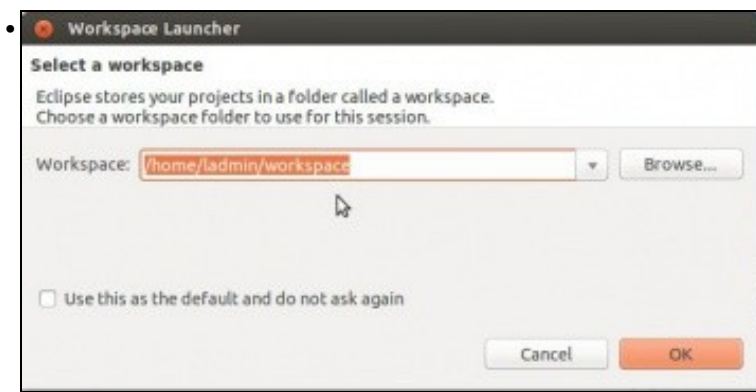 Workspace Launcher
Select a workspace
Eclipse stores your projects in a folder called a workspace.
Choose a workspace folder to use for this session.
Workspace: /home/ladmin/workspace Browse...
Use this as the default and do not ask again
Cancel OK